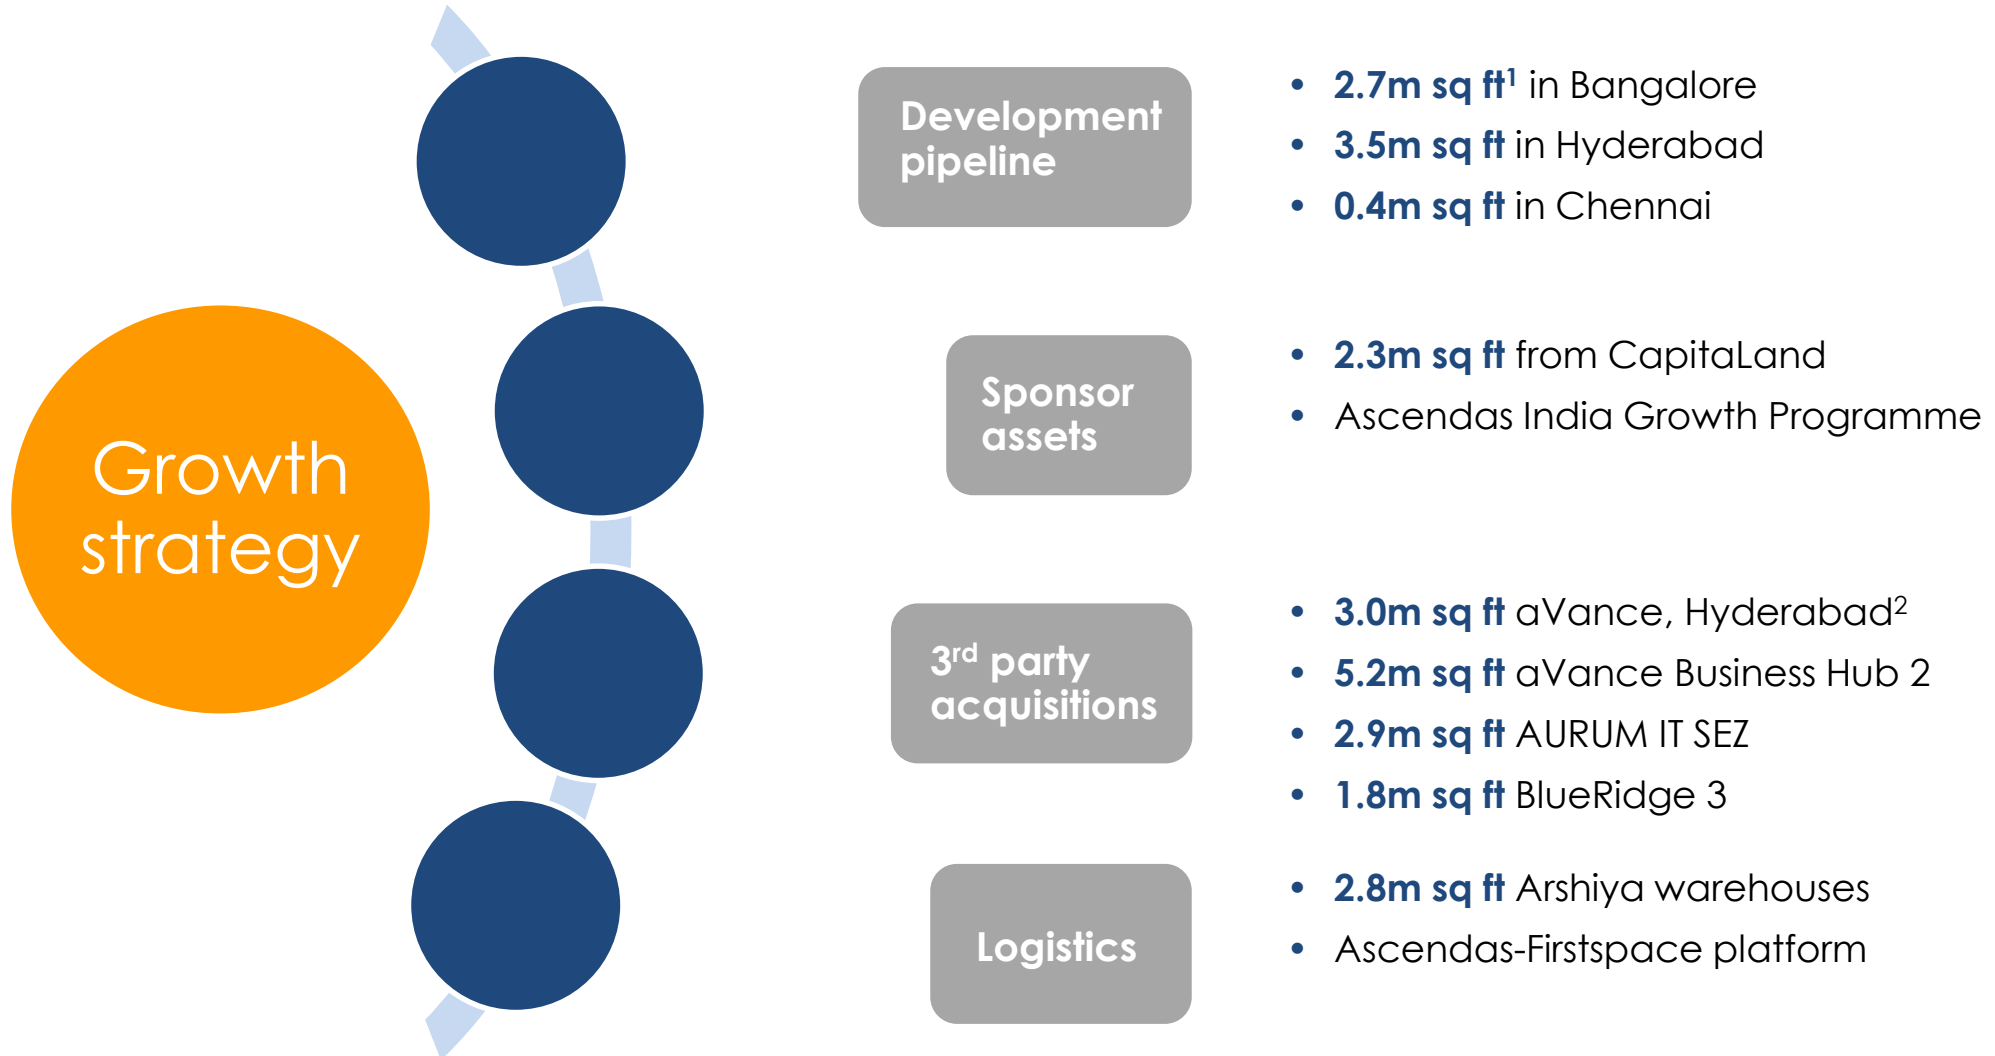 Growth
strategy
Development
pipeline
• 2.7m sq ft¹ in Bangalore
• 3.5m sq ft in Hyderabad
• 0.4m sq ft in Chennai
Sponsor
assets
• 2.3m sq ft from CapitaLand
• Ascendas India Growth Programme
3rd party
acquisitions
• 3.0m sq ft aVance, Hyderabad²
• 5.2m sq ft aVance Business Hub 2
• 2.9m sq ft AURUM IT SEZ
• 1.8m sq ft BlueRidge 3
Logistics
• 2.8m sq ft Arshiya warehouses
• Ascendas-Firstspace platform